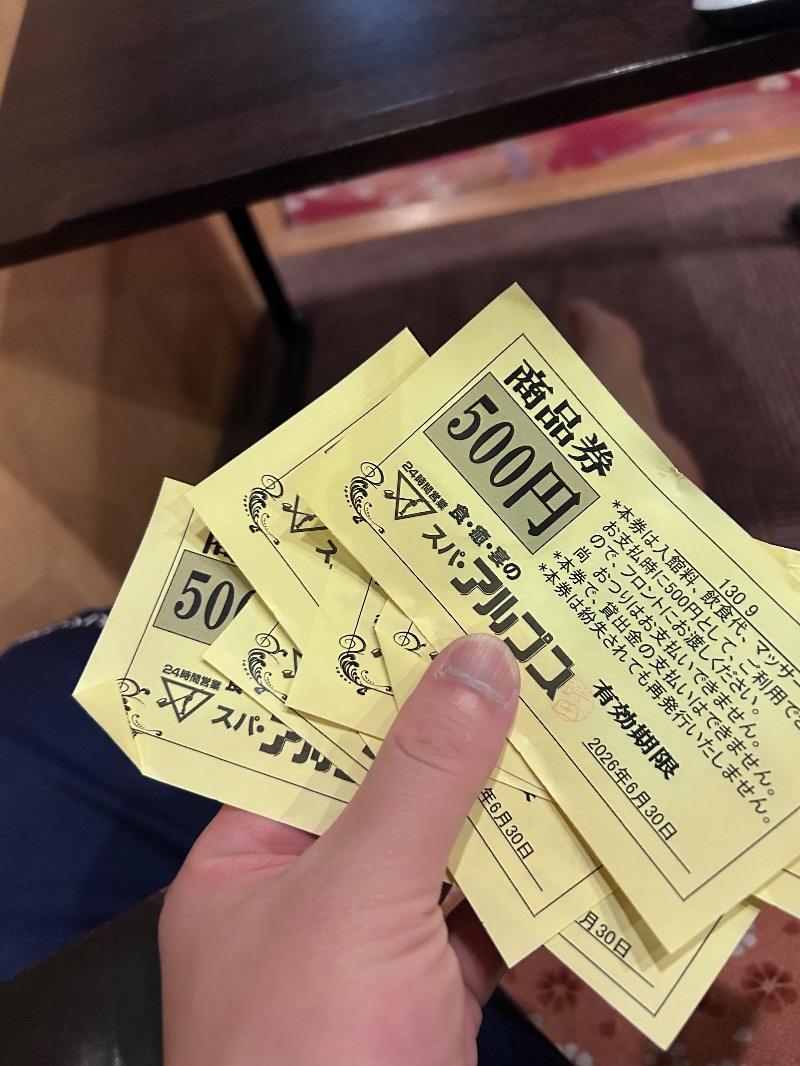 商品券
500円
24時間営業 食・癒・宴の
スパ・アルプス
130 9
*本券は入館料、飲食代、マッサー
お支払時に500円として、ご利用で
ので、フロントにお渡しください。
尚 おつりはお支払いできません。
*本券で、貸出金の支払いはできません。
*本券は紛失されても再発行いたしません。
有効期限
2026年6月30日
500
24時間営業
スパ・アルプ
ス
年6月30日
月30日